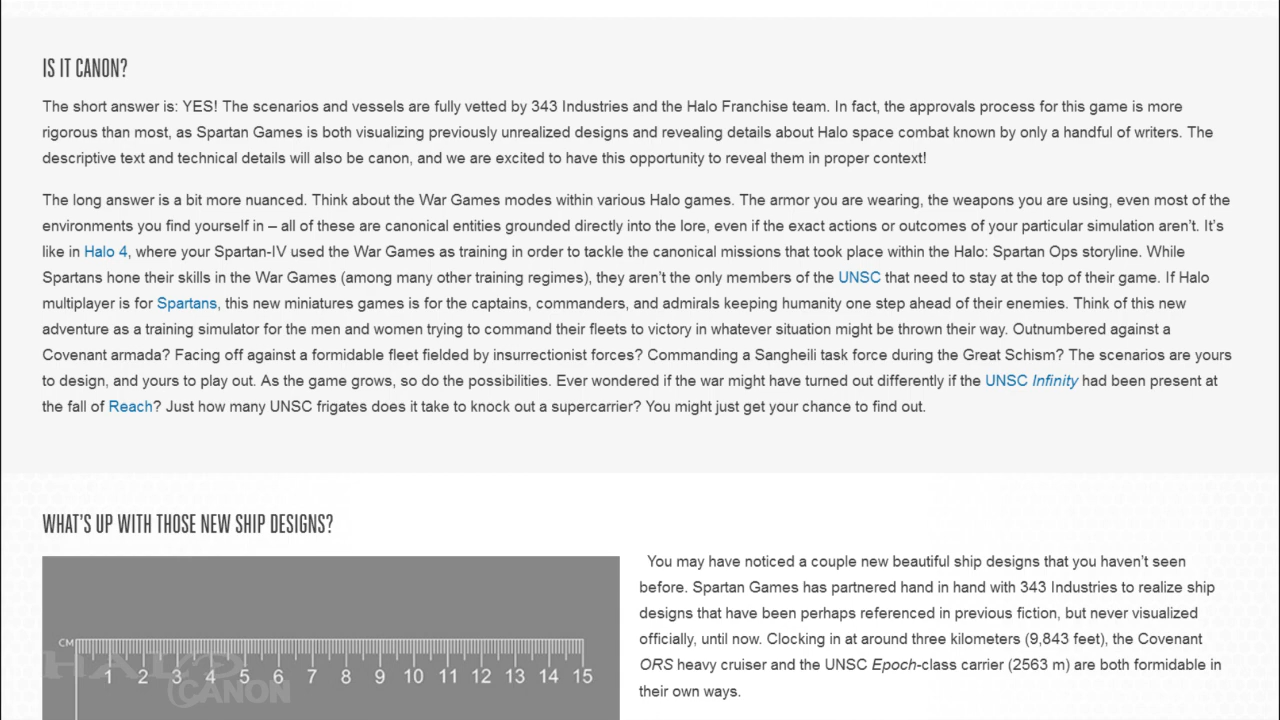 IS IT CANON?
The short answer is: YES! The scenarios and vessels are fully vetted by 343 Industries and the Halo Franchise team. In fact, the approvals process for this game is more
rigorous than most, as Spartan Games is both visualizing previously unrealized designs and revealing details about Halo space combat known by only a handful of writers. The
descriptive text and technical details will also be canon, and we are excited to have this opportunity to reveal them in proper context!
The long answer is a bit more nuanced. Think about the War Games modes within various Halo games. The armor you are wearing, the weapons you are using, even most of the
environments you find yourself in – all of these are canonical entities grounded directly into the lore, even if the exact actions or outcomes of your particular simulation aren't. It's
like in Halo 4, where your Spartan-IV used the War Games as training in order to tackle the canonical missions that took place within the Halo: Spartan Ops storyline. While
Spartans hone their skills in the War Games (among many other training regimes), they aren't the only members of the UNSC that need to stay at the top of their game. If Halo
multiplayer is for Spartans, this new miniatures games is for the captains, commanders, and admirals keeping humanity one step ahead of their enemies. Think of this new
adventure as a training simulator for the men and women trying to command their fleets to victory in whatever situation might be thrown their way. Outnumbered against a
Covenant armada? Facing off against a formidable fleet fielded by insurrectionist forces? Commanding a Sangheili task force during the Great Schism? The scenarios are yours
to design, and yours to play out. As the game grows, so do the possibilities. Ever wondered if the war might have turned out differently if the UNSC Infinity had been present at
the fall of Reach? Just how many UNSC frigates does it take to knock out a supercarrier? You might just get your chance to find out.
WHAT'S UP WITH THOSE NEW SHIP DESIGNS?
You may have noticed a couple new beautiful ship designs that you haven't seen
before. Spartan Games has partnered hand in hand with 343 Industries to realize ship
designs that have been perhaps referenced in previous fiction, but never visualized
officially, until now. Clocking in at around three kilometers (9,843 feet), the Covenant
ORS heavy cruiser and the UNSC Epoch-class carrier (2563 m) are both formidable in
their own ways.
CM
1 2 3 4 5 6 7 8 9 10 11 12 13 14 15
HALO
CANON